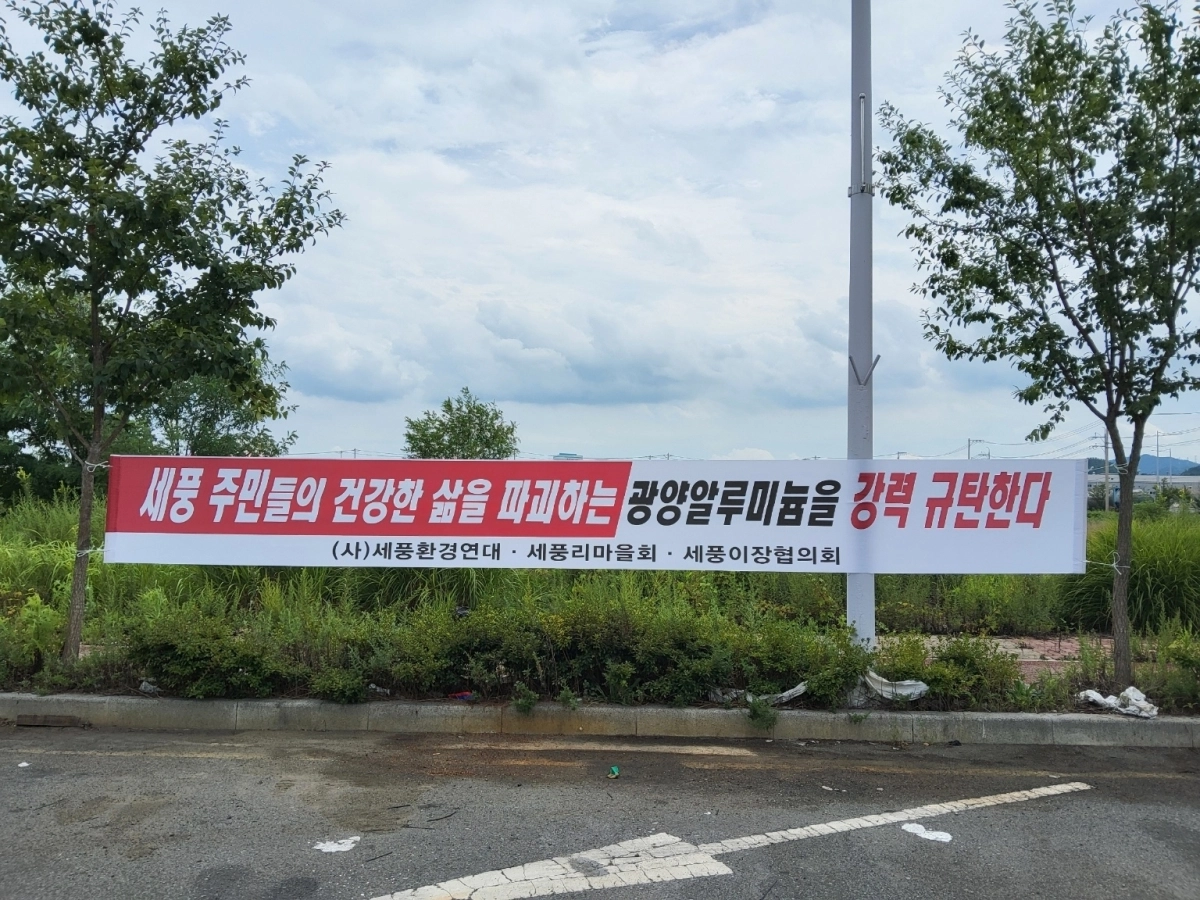 세풍 주민들의 건강한 삶을 파괴하는 광양알루미늄을 강력 규탄한다
(사)세풍환경연대 · 세풍리마을회 · 세풍이장협의회